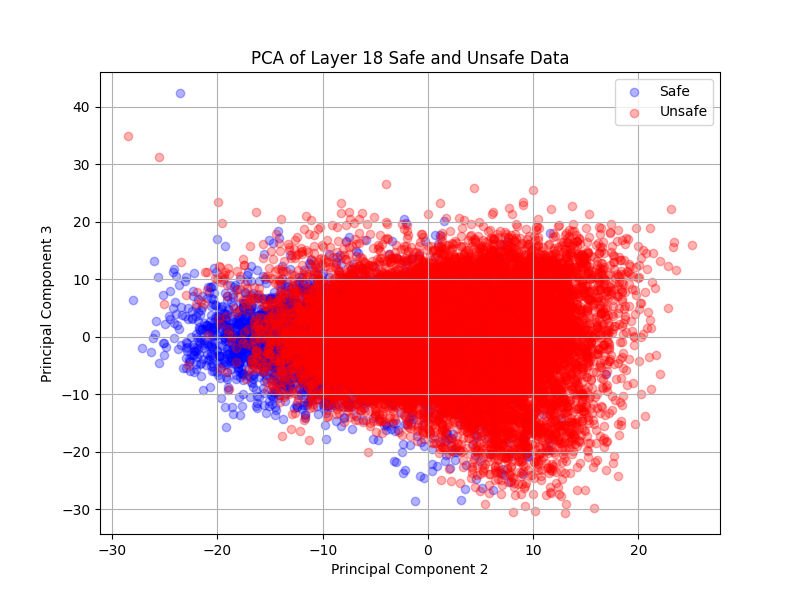 PCA of Layer 18 Safe and Unsafe Data
Safe
Unsafe
40
30
20
10
0
−10
−20
−30
Principal Component 3
−30
−20
−10
0
10
20
Principal Component 2